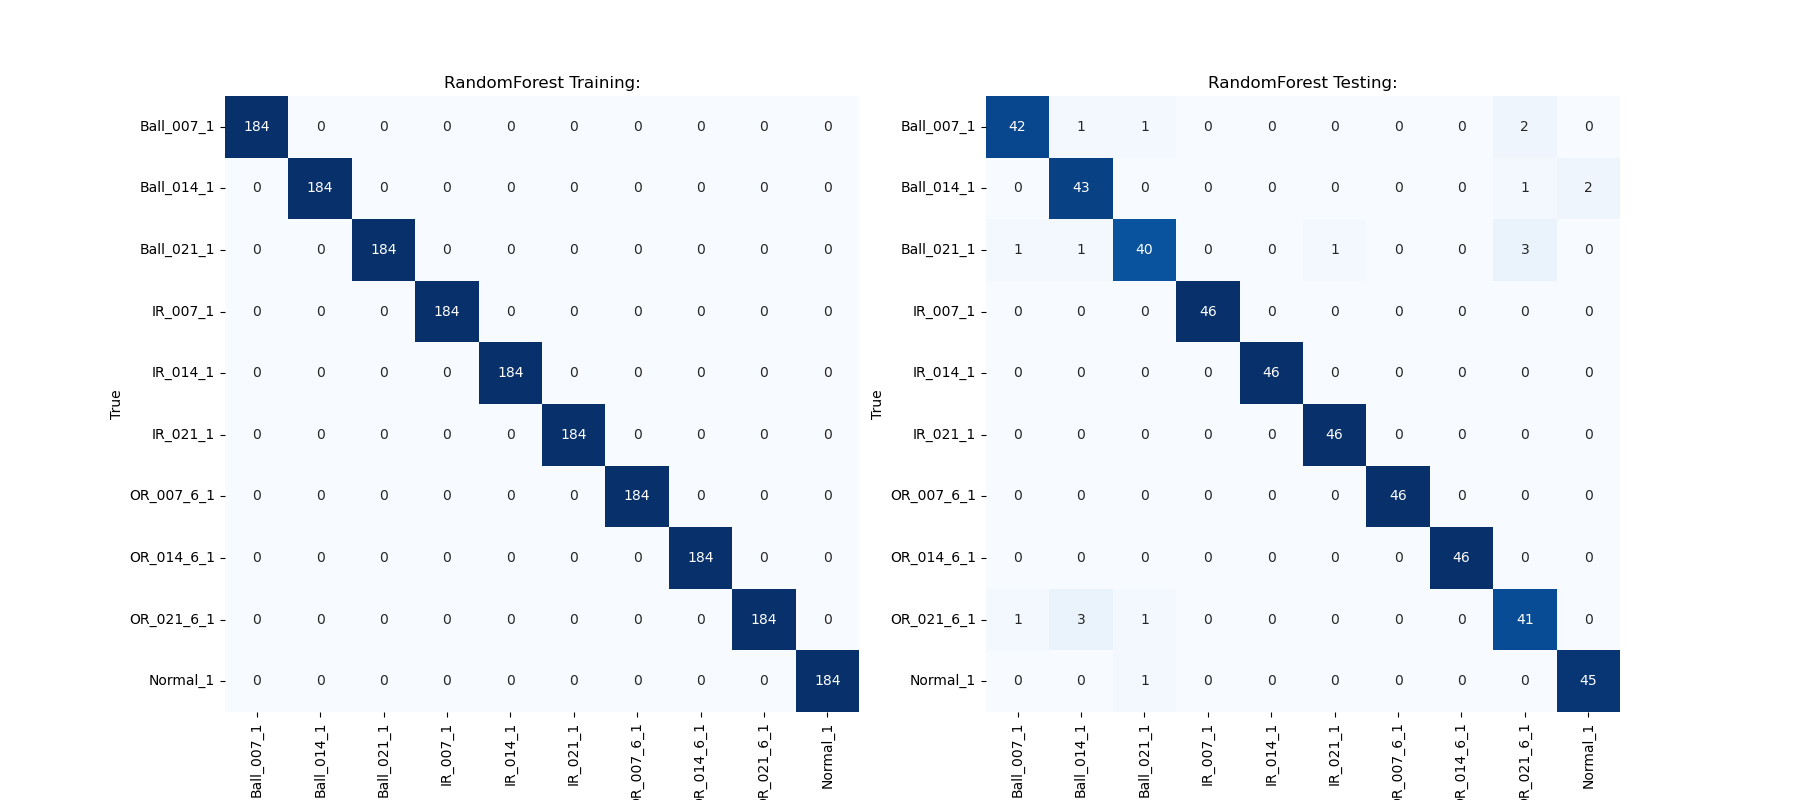 RandomForest Training:
Ball_007_1 184 0 0 0 0 0 0 0 0 0
Ball_014_1 0 184 0 0 0 0 0 0 0 0
Ball_021_1 0 0 184 0 0 0 0 0 0 0
IR_007_1 0 0 0 184 0 0 0 0 0 0
IR_014_1 0 0 0 0 184 0 0 0 0 0
IR_021_1 0 0 0 0 0 184 0 0 0 0
OR_007_6_1 0 0 0 0 0 0 184 0 0 0
OR_014_6_1 0 0 0 0 0 0 0 184 0 0
OR_021_6_1 0 0 0 0 0 0 0 0 184 0
Normal_1 0 0 0 0 0 0 0 0 0 184
True
Ball_007_1
Ball_014_1
Ball_021_1
IR_007_1
IR_014_1
IR_021_1
OR_007_6_1
OR_014_6_1
OR_021_6_1
Normal_1
RandomForest Testing:
Ball_007_1 42 1 1 0 0 0 0 0 2 0
Ball_014_1 0 43 0 0 0 0 0 0 1 2
Ball_021_1 1 1 40 0 0 1 0 0 3 0
IR_007_1 0 0 0 46 0 0 0 0 0 0
IR_014_1 0 0 0 0 46 0 0 0 0 0
IR_021_1 0 0 0 0 0 46 0 0 0 0
OR_007_6_1 0 0 0 0 0 0 46 0 0 0
OR_014_6_1 0 0 0 0 0 0 0 46 0 0
OR_021_6_1 1 3 1 0 0 0 0 0 41 0
Normal_1 0 0 1 0 0 0 0 0 0 45
True
Ball_007_1
Ball_014_1
Ball_021_1
IR_007_1
IR_014_1
IR_021_1
OR_007_6_1
OR_014_6_1
OR_021_6_1
Normal_1